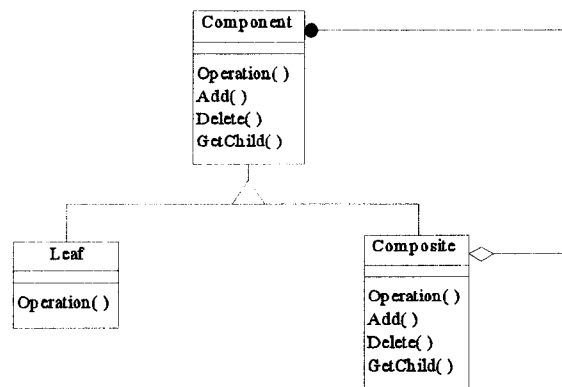 Component
Operation( )
Add( )
Delete( )
GetChild( )
Leaf
Operation( )
Composite
Operation( )
Add( )
Delete( )
GetChild( )